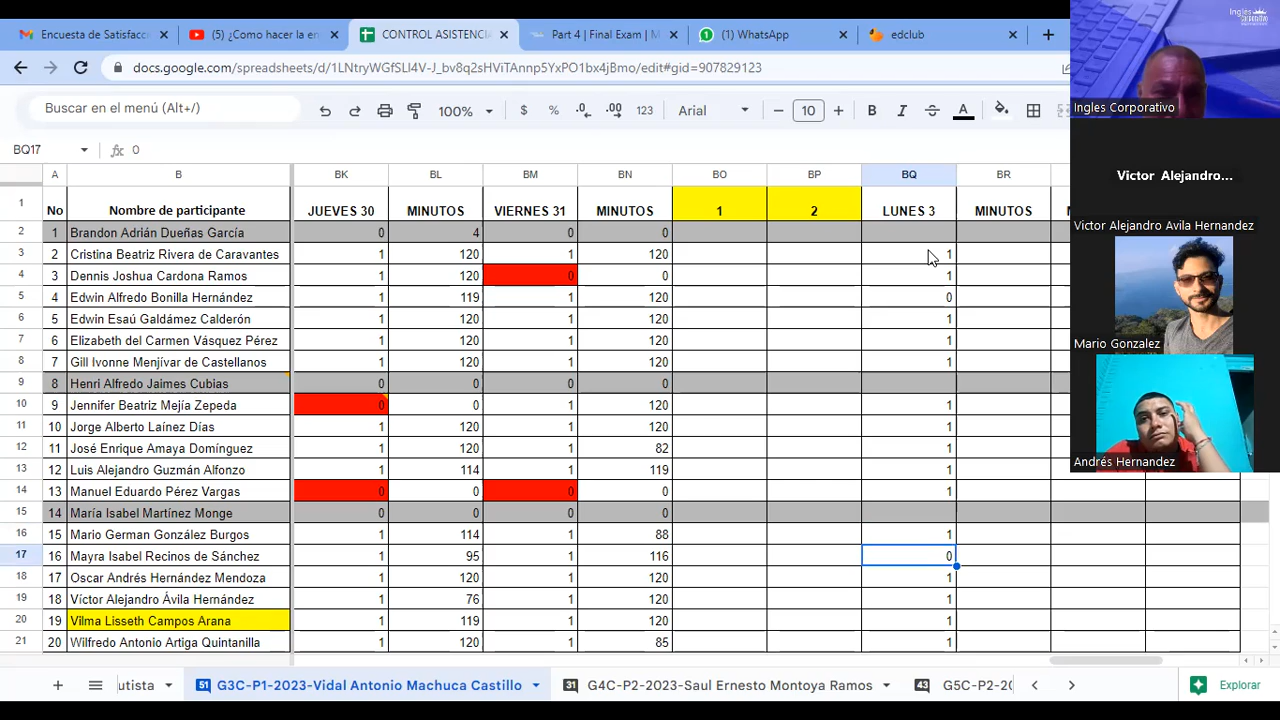 Encuesta de Satisfacc
(5) ¿Como hacer la en
CONTROL ASISTENCIA
Part 4 | Final Exam | M
(1) WhatsApp
edclub
docs.google.com/spreadsheets/d/1LNtryWGfSLl4V-J_bv8q2sHViTAnnp5YxPO1bx4jBmo/edit#gid=907829123
Buscar en el menú (Alt+/) 100% $ % .0 .00 123 Arial 10 B I A
BQ17 fx 0
A B BK BL BM BN BO BP BQ BR
1 No Nombre de participante JUEVES 30 MINUTOS VIERNES 31 MINUTOS 1 2 LUNES 3 MINUTOS
2 1 Brandon Adrián Dueñas García 0 4 0 0
3 2 Cristina Beatriz Rivera de Caravantes 1 120 1 120 1
4 3 Dennis Joshua Cardona Ramos 1 120 0 0 1
5 4 Edwin Alfredo Bonilla Hernández 1 119 1 120 0
6 5 Edwin Esaú Galdámez Calderón 1 120 1 120 1
7 6 Elizabeth del Carmen Vásquez Pérez 1 120 1 120 1
8 7 Gill Ivonne Menjívar de Castellanos 1 120 1 120 1
9 8 Henri Alfredo Jaimes Cubias 0 0 0 0
10 9 Jennifer Beatriz Mejía Zepeda 0 0 1 120 1
11 10 Jorge Alberto Laínez Días 1 120 1 120 1
12 11 José Enrique Amaya Domínguez 1 120 1 82 1
13 12 Luis Alejandro Guzmán Alfonzo 1 114 1 119 1
14 13 Manuel Eduardo Pérez Vargas 0 0 0 0 1
15 14 María Isabel Martínez Monge 0 0 0 0
16 15 Mario German González Burgos 1 114 1 88 1
17 16 Mayra Isabel Recinos de Sánchez 1 95 1 116 0
18 17 Oscar Andrés Hernández Mendoza 1 120 1 120 1
19 18 Víctor Alejandro Ávila Hernández 1 76 1 120 1
20 19 Vilma Lisseth Campos Arana 1 119 1 120 1
21 20 Wilfredo Antonio Artiga Quintanilla 1 120 1 85 1
utista
51 G3C-P1-2023-Vidal Antonio Machuca Castillo
31 G4C-P2-2023-Saul Ernesto Montoya Ramos
43 G5C-P2-20
Explorar
Ingles
Corporativo
Ingles Corporativo
Victor Alejandro...
Victor Alejandro Avila Hernandez
Mario Gonzalez
Andrés Hernandez